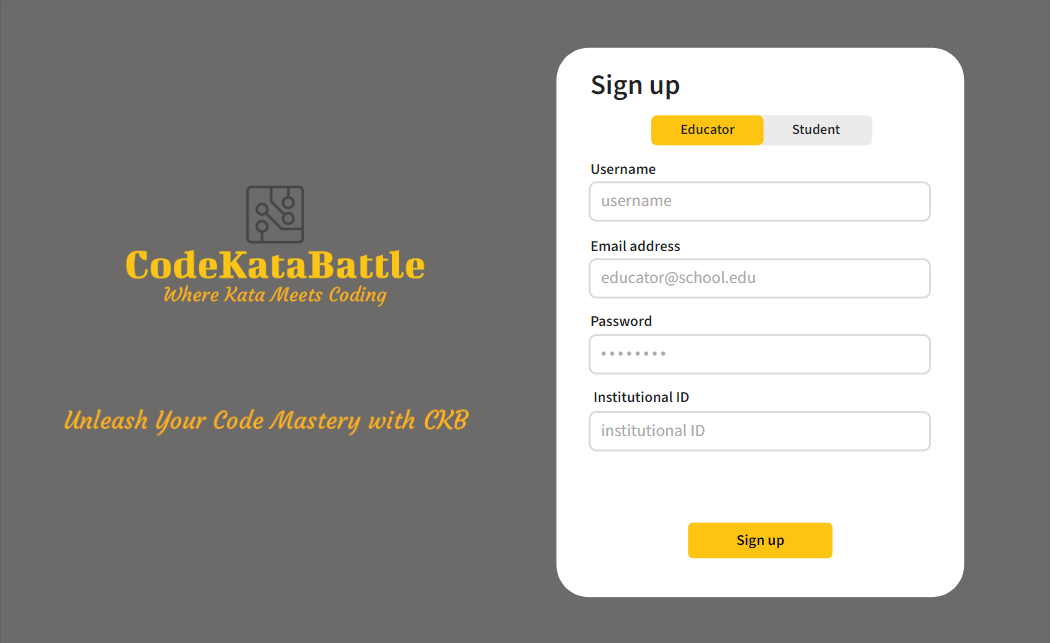 CodeKataBattle
Where Kata Meets Coding
Unleash Your Code Mastery with CKB
Sign up
Educator Student
Username
username
Email address
educator@school.edu
Password
••••••••
Institutional ID
institutional ID
Sign up